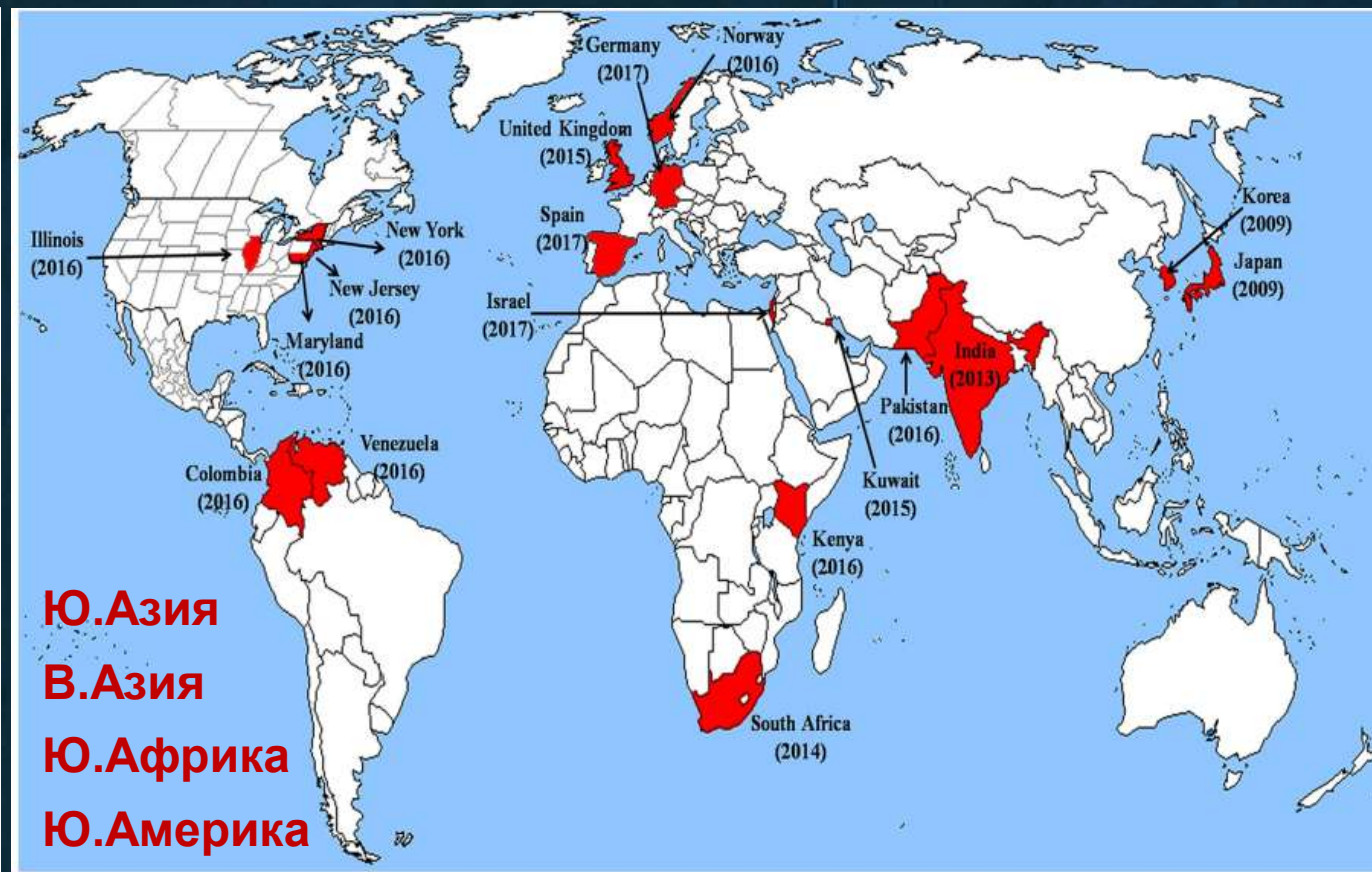 Germany
(2017)
Norway
(2016)
United Kingdom
(2015)
Spain
(2017)
Illinois
(2016)
New York
(2016)
New Jersey
(2016)
Maryland
(2016)
Israel
(2017)
Korea
(2009)
Japan
(2009)
India
(2013)
Pakistan
(2016)
Kuwait
(2015)
Colombia
(2016)
Venezuela
(2016)
Kenya
(2016)
South Africa
(2014)
Ю.Азия
В.Азия
Ю.Африка
Ю.Америка